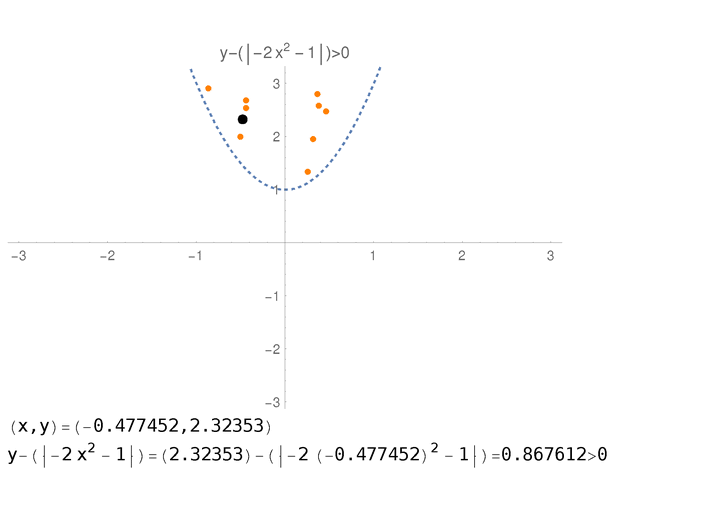 y−(|−2x²−1|)>0
3
2
1
−3 −2 −1 1 2 3
−1
−2
−3
(x,y)=(−0.477452,2.32353)
y−(|−2x²−1|)=(2.32353)−(|−2 (−0.477452)²−1|)=0.867612>0